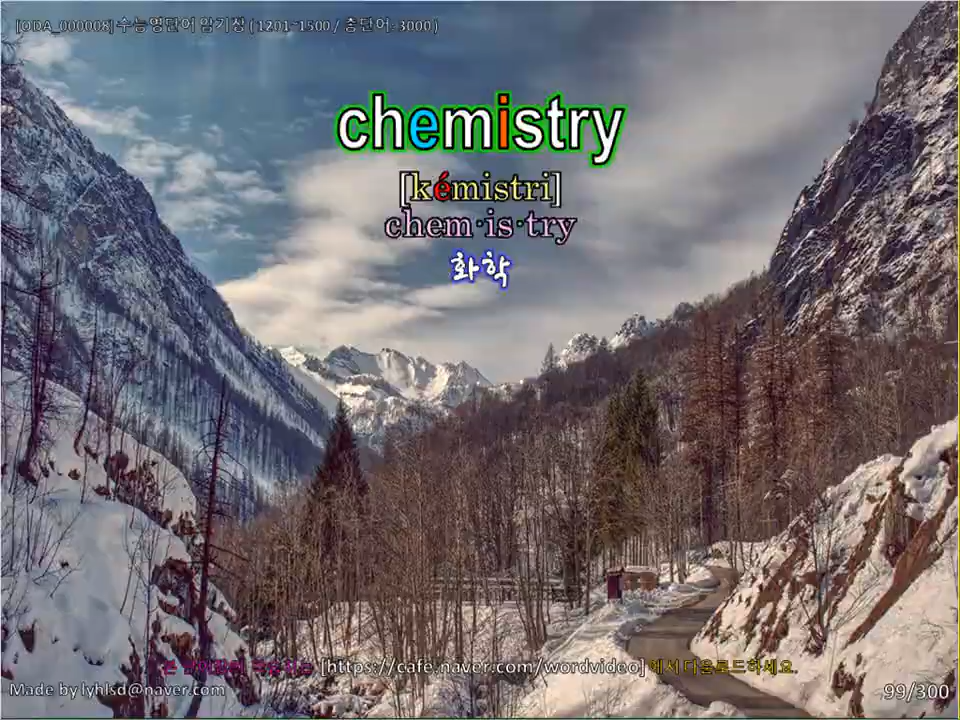 [ODA_000008] 수능영단어 암기장 ( 1201~1500 / 총단어:3000 )
chemistry
[kémistri]
chem·is·try
화학
[https://cafe.naver.com/wordvideo] 에서 다운로드하세요.
Made by lyhlsd@naver.com
99/300